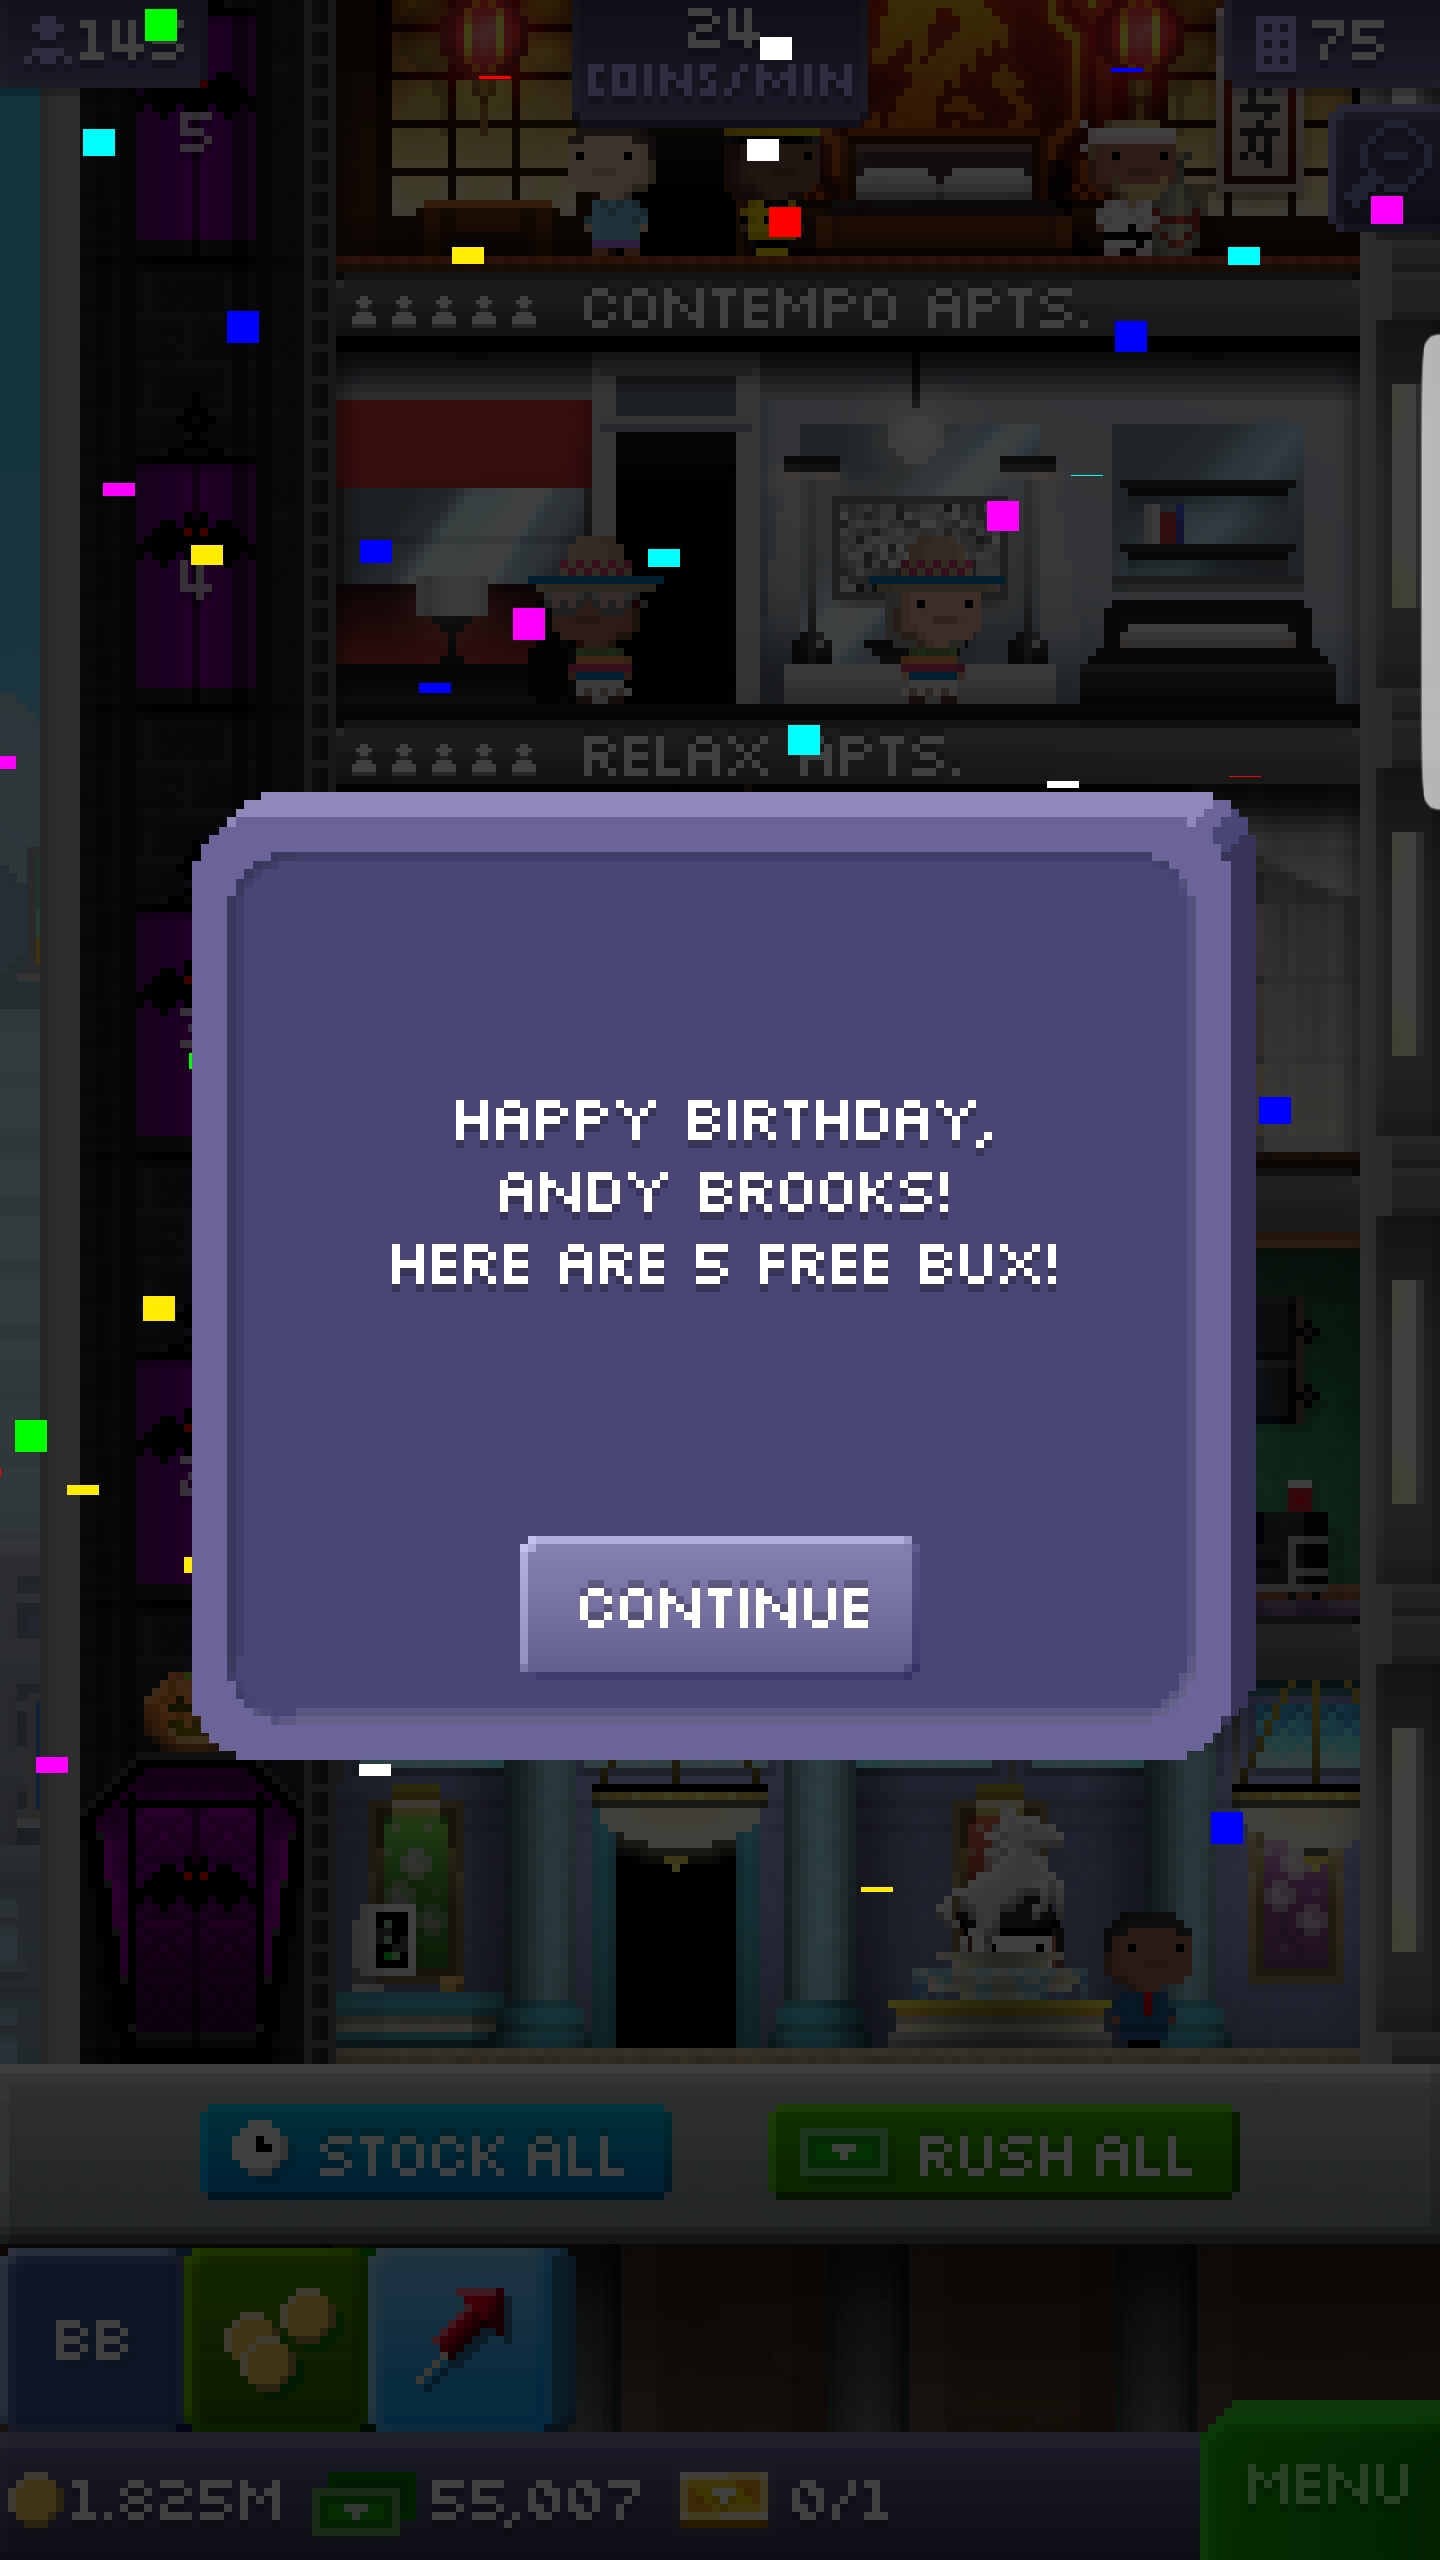 24
COINS/MIN
75
5
CONTEMPO APTS.
4
RELAX APTS.
HAPPY BIRTHDAY,
ANDY BROOKS!
HERE ARE 5 FREE BUX!
CONTINUE
STOCK ALL
RUSH ALL
BB
1.825M
55,007
0/1
MENU